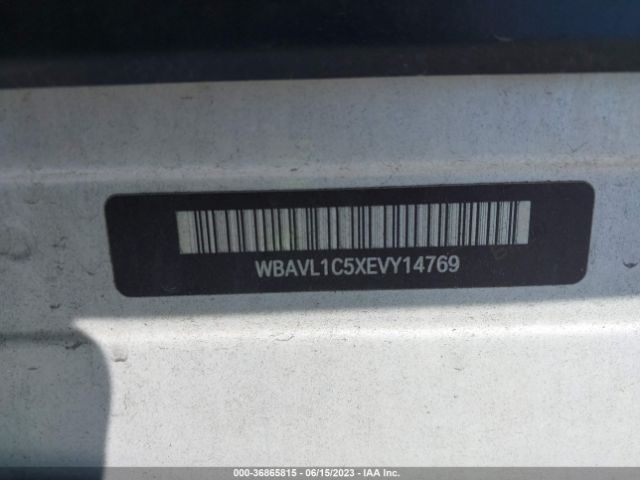 WBAVL1C5XEVY14769
000-36865815 - 06/15/2023 - IAA Inc.